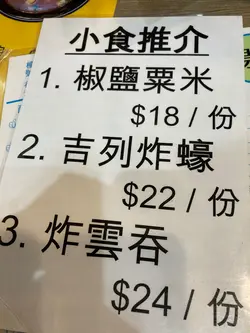 小食推介
1. 椒鹽粟米
$18 / 份
2. 吉列炸蠔
$22 / 份
3. 炸雲吞
$24 / 份